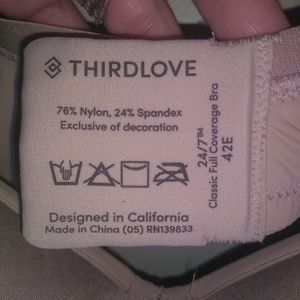 THIRDLOVE
76% Nylon, 24% Spandex
Exclusive of decoration
Designed in California
Made in China (05) RN139833
24/7™
Classic Full Coverage Bra
42E